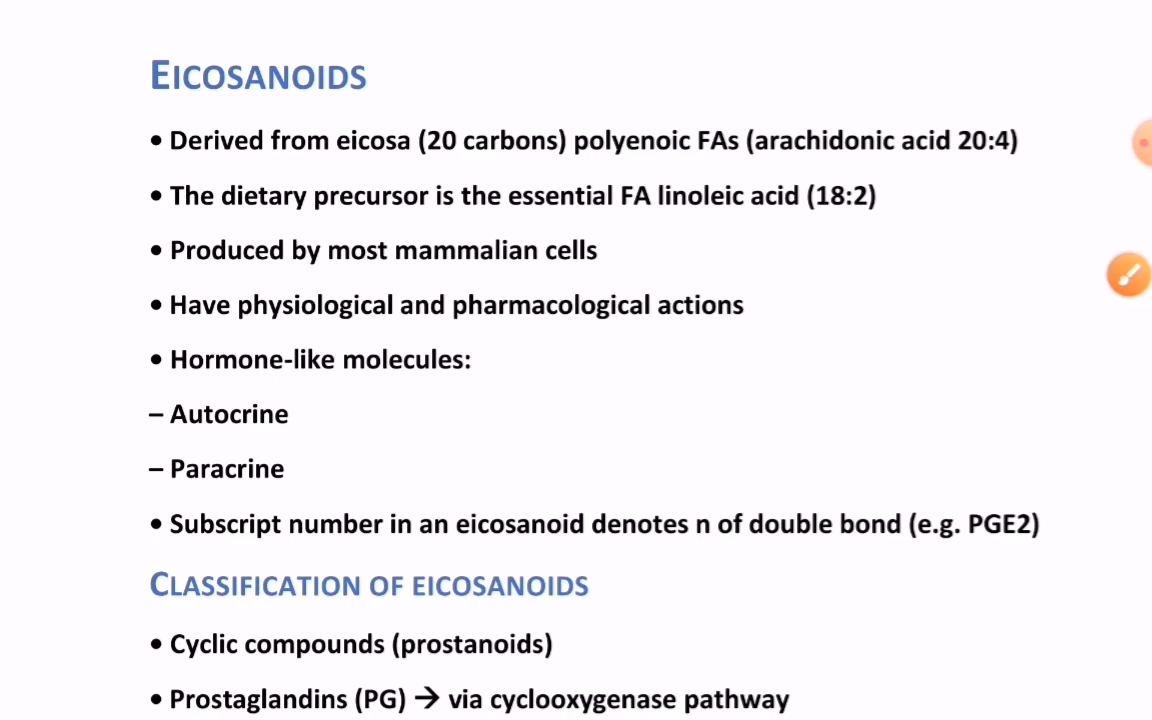 EICOSANOIDS
• Derived from eicosa (20 carbons) polyenoic FAs (arachidonic acid 20:4)
• The dietary precursor is the essential FA linoleic acid (18:2)
• Produced by most mammalian cells
• Have physiological and pharmacological actions
• Hormone-like molecules:
– Autocrine
– Paracrine
• Subscript number in an eicosanoid denotes n of double bond (e.g. PGE2)
CLASSIFICATION OF EICOSANOIDS
• Cyclic compounds (prostanoids)
• Prostaglandins (PG) → via cyclooxygenase pathway